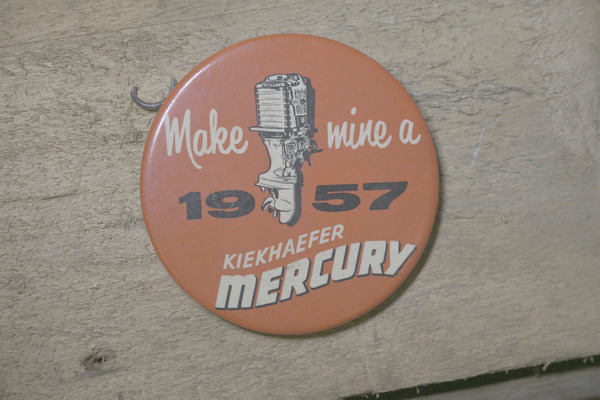 Make mine a
1957
KIEKHAEFER
MERCURY